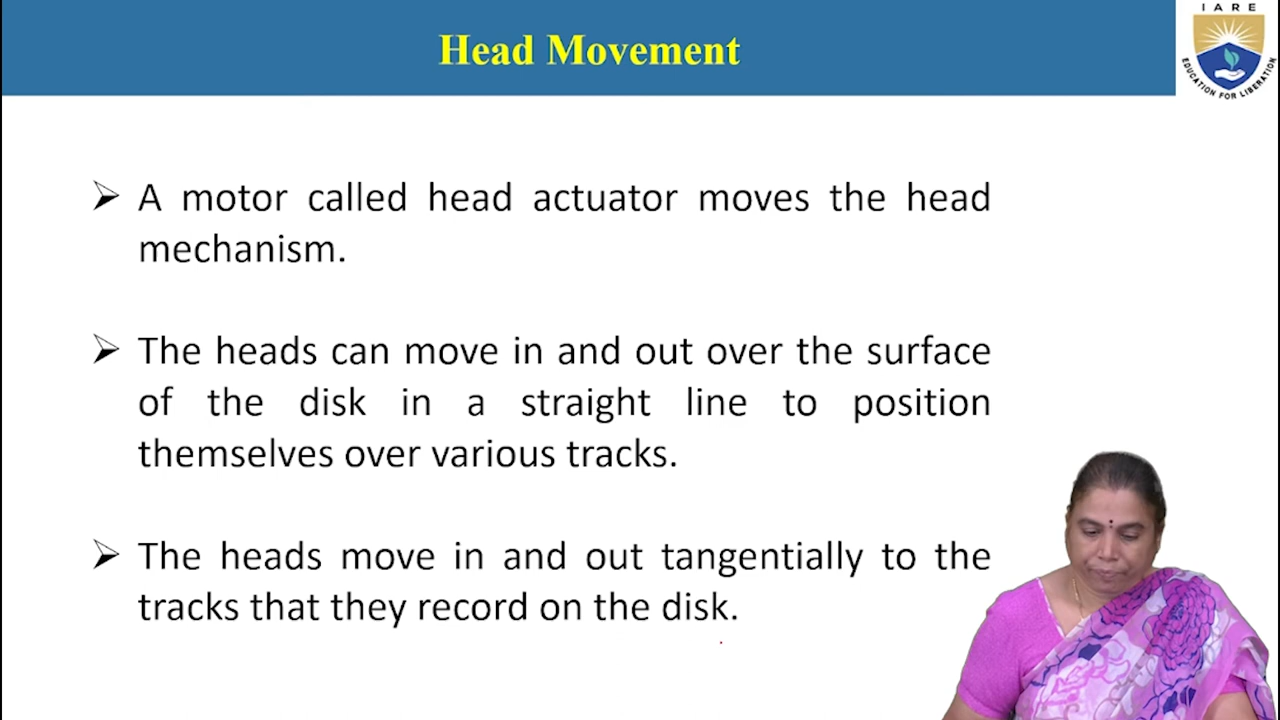 IARE
Head Movement
EDUCATION FOR LIBERATION
➢ A motor called head actuator moves the head
mechanism.
➢ The heads can move in and out over the surface
of the disk in a straight line to position
themselves over various tracks.
➢ The heads move in and out tangentially to the
tracks that they record on the disk.